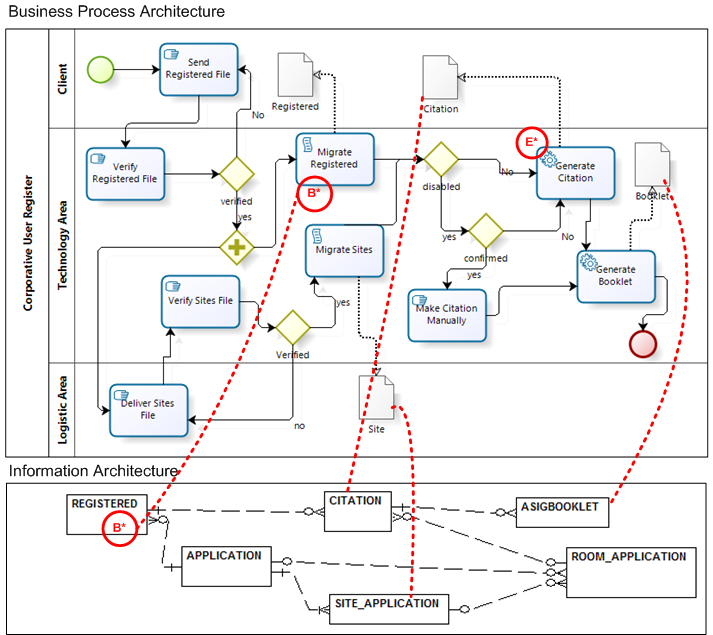 Business Process Architecture
Corporative User Register
Client
Send
Registered File
Registered
Citation
No
Technology Area
Verify
Registered File
verified
yes
Migrate
Registered
B*
disabled
No
E*
Generate
Citation
Booklet
Migrate Sites
yes
confirmed
No
yes
Verify Sites File
Verified
yes
Make Citation
Manually
Generate
Booklet
Logistic Area
Deliver Sites
File
no
Site
Information Architecture
REGISTERED
B*
CITATION
ASIGBOOKLET
APPLICATION
ROOM_APPLICATION
SITE_APPLICATION